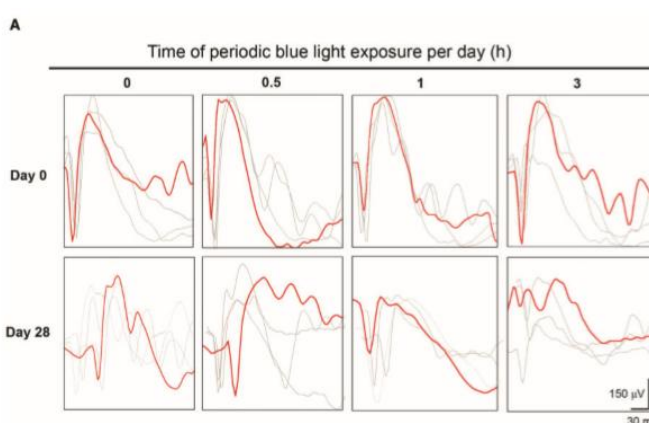 A
Time of periodic blue light exposure per day (h)
0 0.5 1 3
Day 0
Day 28
150 µV
30 m